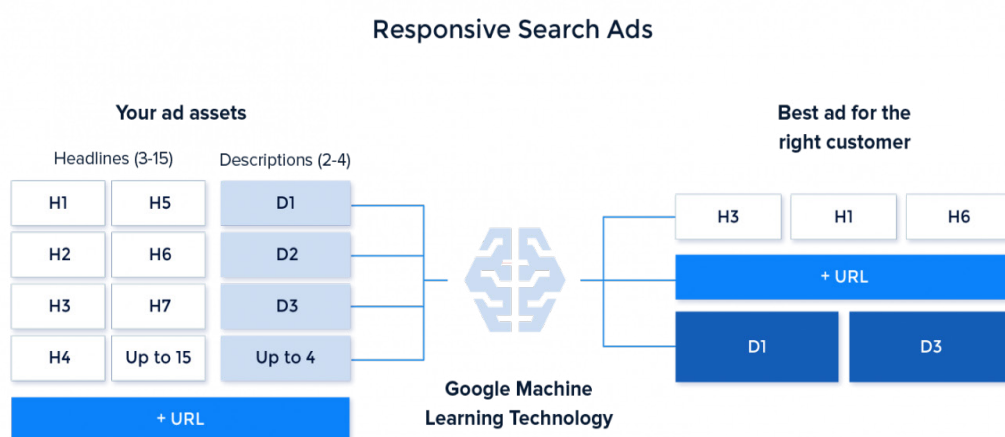 Responsive Search Ads
Your ad assets
Headlines (3-15)
Descriptions (2-4)
H1
H5
D1
H2
H6
D2
H3
H7
D3
H4
Up to 15
Up to 4
+ URL
Google Machine
Learning Technology
Best ad for the
right customer
H3
H1
H6
+ URL
D1
D3